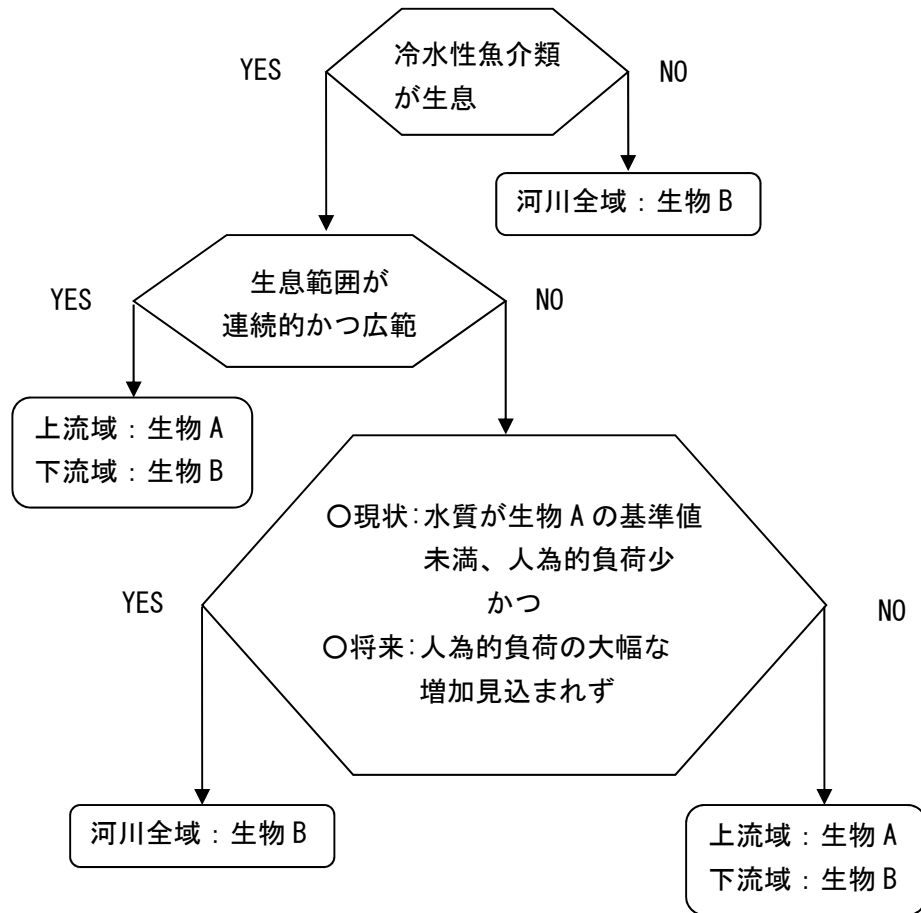 冷水性魚介類
が生息
YES
NO
河川全域：生物 B
生息範囲が
連続的かつ広範
YES
NO
上流域：生物 A
下流域：生物 B
○現状：水質が生物 A の基準値
未満、人為的負荷少
かつ
○将来：人為的負荷の大幅な
増加見込まれず
YES
NO
河川全域：生物 B
上流域：生物 A
下流域：生物 B